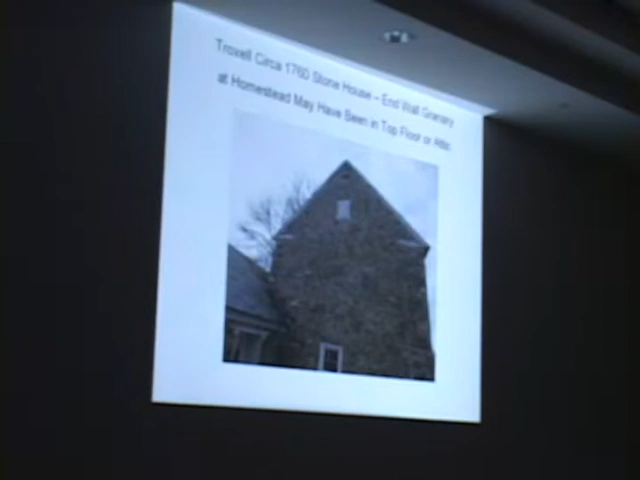 Troxell Circa 1760 Stone House – End Wall Granary
at Homestead May Have Been in Top Floor or Attic